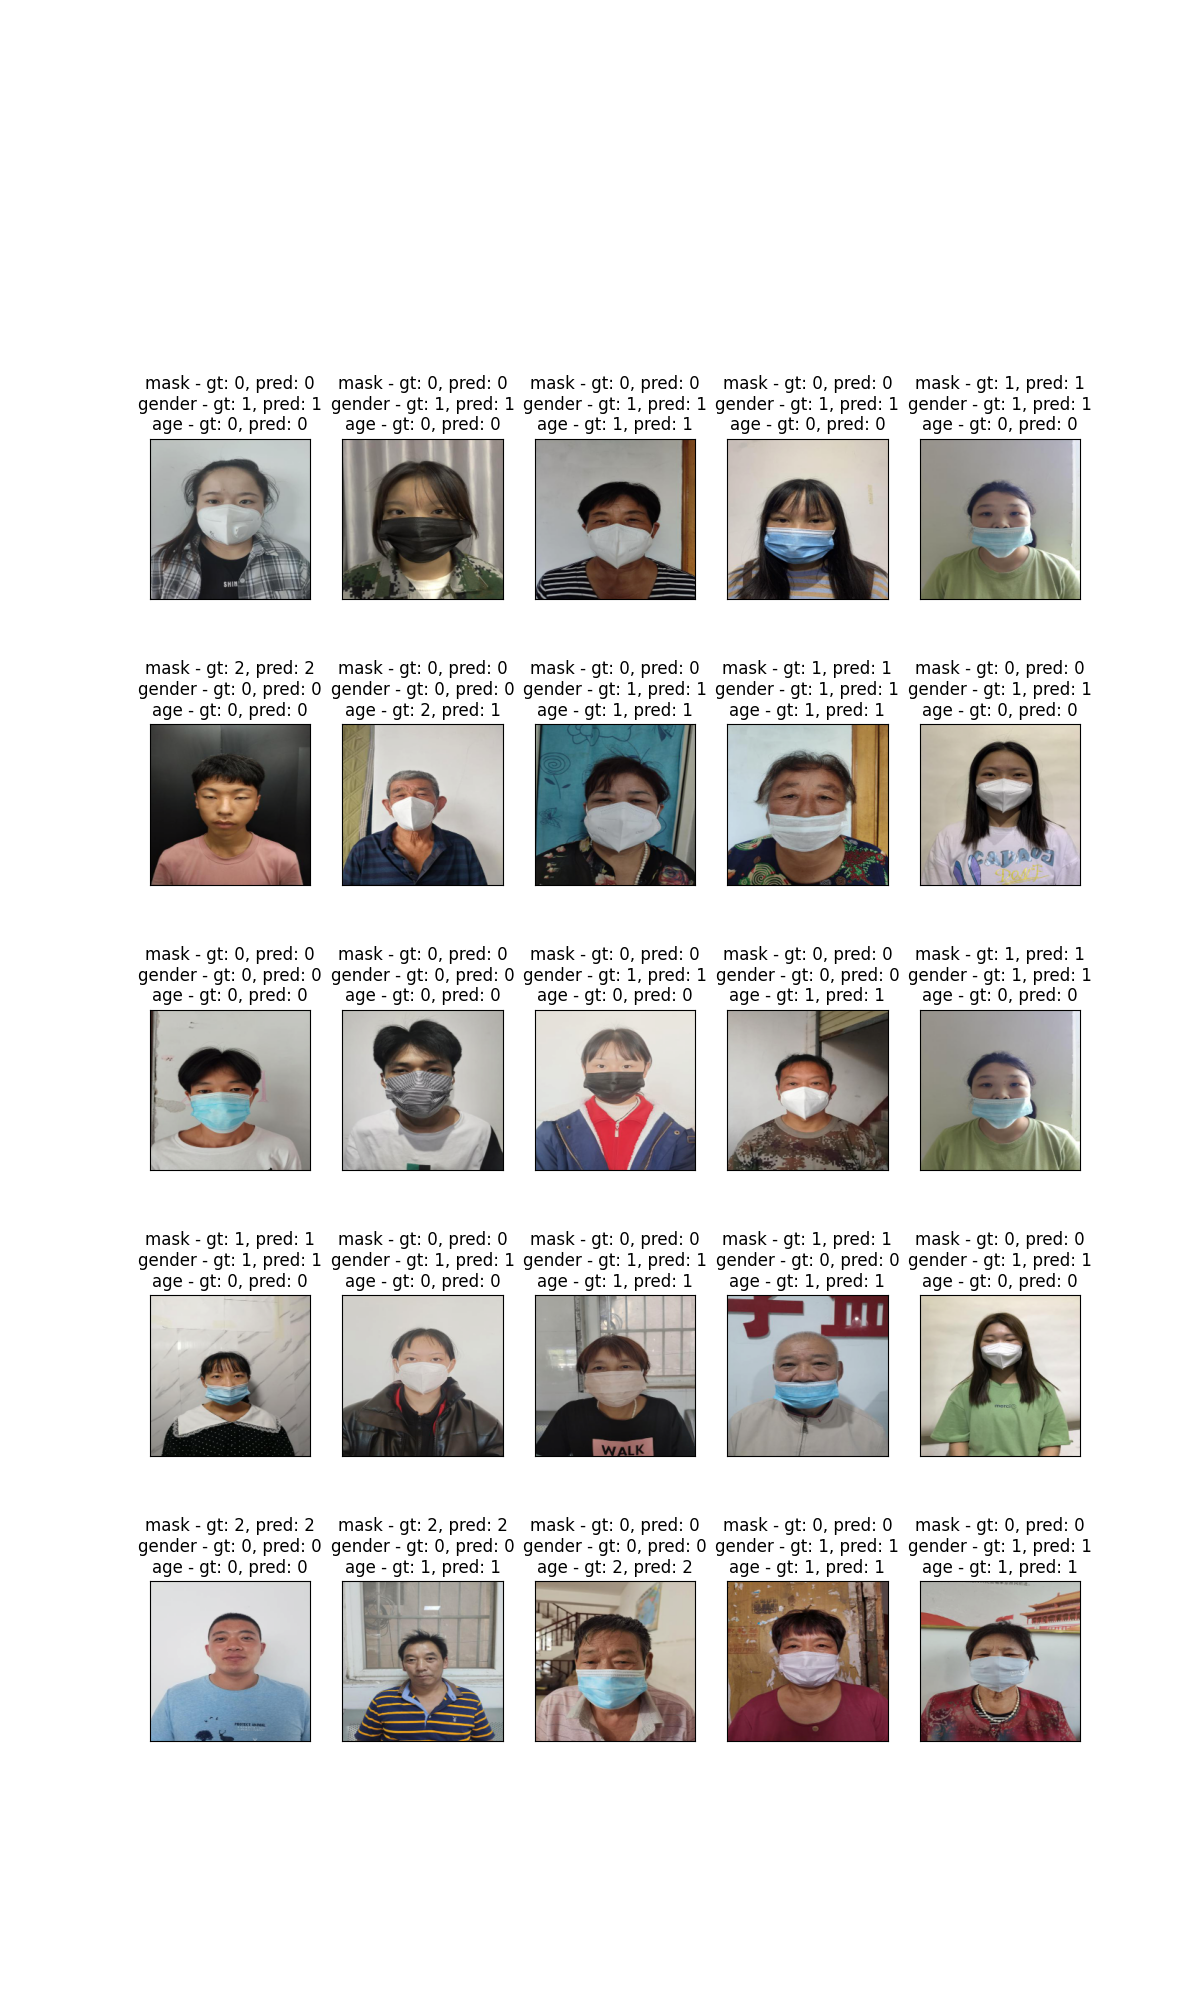 mask - gt: 0, pred: 0
gender - gt: 1, pred: 1
age - gt: 0, pred: 0
mask - gt: 0, pred: 0
gender - gt: 1, pred: 1
age - gt: 0, pred: 0
mask - gt: 0, pred: 0
gender - gt: 1, pred: 1
age - gt: 1, pred: 1
mask - gt: 0, pred: 0
gender - gt: 1, pred: 1
age - gt: 0, pred: 0
mask - gt: 1, pred: 1
gender - gt: 1, pred: 1
age - gt: 0, pred: 0
mask - gt: 2, pred: 2
gender - gt: 0, pred: 0
age - gt: 0, pred: 0
mask - gt: 0, pred: 0
gender - gt: 0, pred: 0
age - gt: 2, pred: 1
mask - gt: 0, pred: 0
gender - gt: 1, pred: 1
age - gt: 1, pred: 1
mask - gt: 1, pred: 1
gender - gt: 1, pred: 1
age - gt: 1, pred: 1
mask - gt: 0, pred: 0
gender - gt: 1, pred: 1
age - gt: 0, pred: 0
mask - gt: 0, pred: 0
gender - gt: 0, pred: 0
age - gt: 0, pred: 0
mask - gt: 0, pred: 0
gender - gt: 0, pred: 0
age - gt: 0, pred: 0
mask - gt: 0, pred: 0
gender - gt: 1, pred: 1
age - gt: 0, pred: 0
mask - gt: 0, pred: 0
gender - gt: 0, pred: 0
age - gt: 1, pred: 1
mask - gt: 1, pred: 1
gender - gt: 1, pred: 1
age - gt: 0, pred: 0
mask - gt: 1, pred: 1
gender - gt: 1, pred: 1
age - gt: 0, pred: 0
mask - gt: 0, pred: 0
gender - gt: 1, pred: 1
age - gt: 0, pred: 0
mask - gt: 0, pred: 0
gender - gt: 1, pred: 1
age - gt: 1, pred: 1
WALK
mask - gt: 1, pred: 1
gender - gt: 0, pred: 0
age - gt: 1, pred: 1
mask - gt: 0, pred: 0
gender - gt: 1, pred: 1
age - gt: 0, pred: 0
mask - gt: 2, pred: 2
gender - gt: 0, pred: 0
age - gt: 0, pred: 0
mask - gt: 2, pred: 2
gender - gt: 0, pred: 0
age - gt: 1, pred: 1
mask - gt: 0, pred: 0
gender - gt: 0, pred: 0
age - gt: 2, pred: 2
mask - gt: 0, pred: 0
gender - gt: 1, pred: 1
age - gt: 1, pred: 1
mask - gt: 0, pred: 0
gender - gt: 1, pred: 1
age - gt: 1, pred: 1